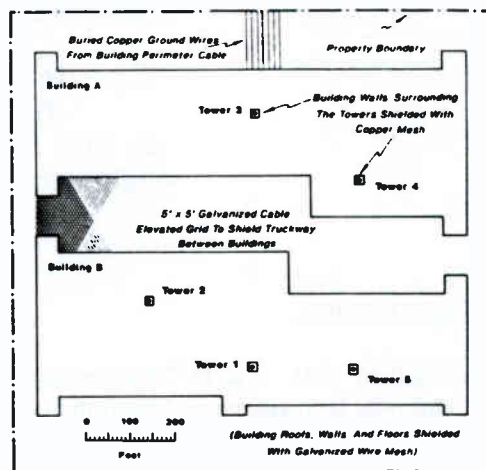 Buried Copper Ground Wires
From Building Perimeter Cable
Property Boundary
Building A
Tower 3
Building Walls Surrounding
The Towers Shielded With
Copper Mesh
Tower 4
5' x 5' Galvanized Cable
Elevated Grid To Shield Truckway
Between Buildings
Building B
Tower 2
Tower 1
Tower 5
0 100 200
Feet
(Building Roofs, Walls And Floors Shielded
With Galvanized Wire Mesh)